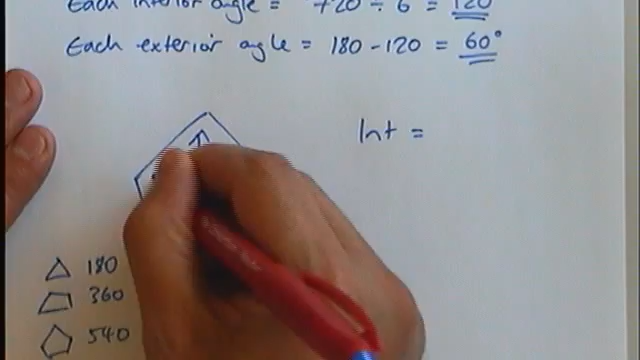 Each interior angle = 720 ÷ 6 = 120
Each exterior angle = 180 - 120 = 60°
Int =
180
360
540